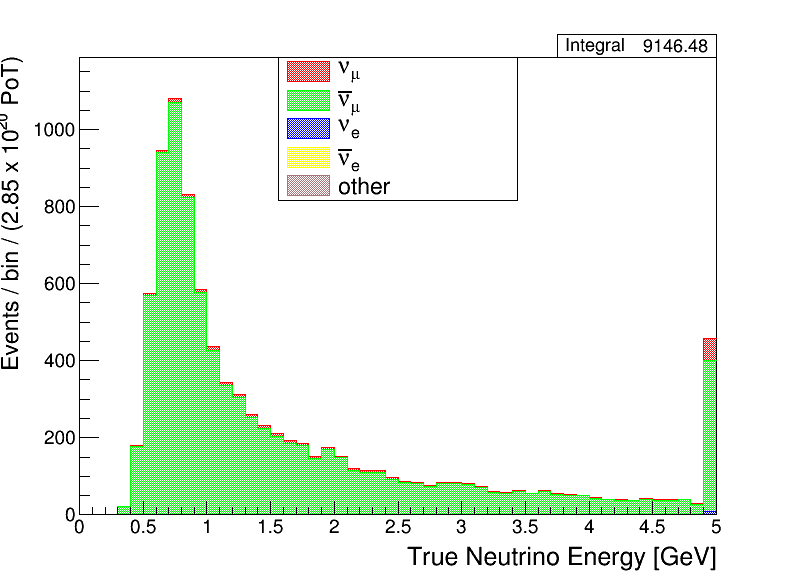 Integral 9146.48
Events / bin / (2.85 x 10²⁰ PoT)
ν_μ
ν̅_μ
ν_e
ν̅_e
other
1000
800
600
400
200
0
0 0.5 1 1.5 2 2.5 3 3.5 4 4.5 5
True Neutrino Energy [GeV]